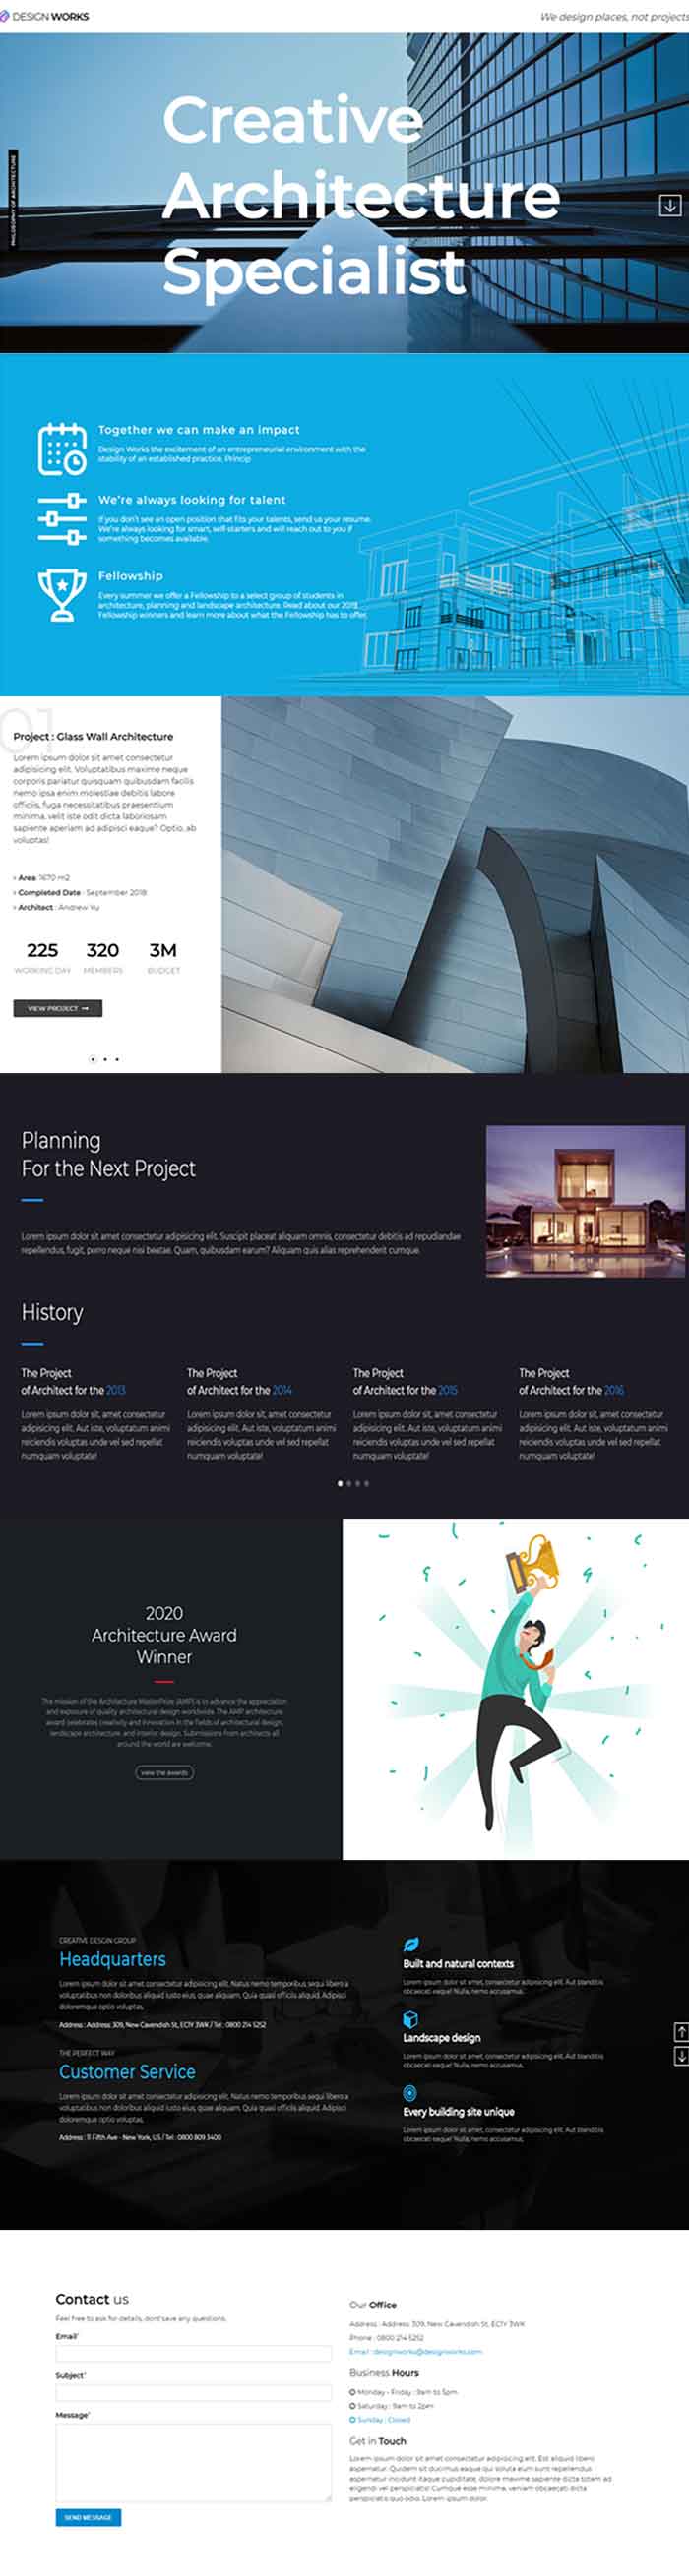 DESIGN WORKS
We design places, not projects
Creative
Architecture
Specialist
PHILOSOPHY OF ARCHITECTURE
Together we can make an impact
Design Works the excitement of an entrepreneurial environment with the
stability of an established practice. Princip
We're always looking for talent
If you don't see an open position that fits your talents, send us your resume.
We're always looking for smart, self-starters and will reach out to you if
something becomes available.
Fellowship
Every summer we offer a Fellowship to a select group of students in
architecture, planning and landscape architecture. Read about our 2019
Fellowship winners and learn more about what the Fellowship has to offer.
01
Project : Glass Wall Architecture
Lorem ipsum dolor sit amet consectetur
adipisicing elit. Voluptatibus maxime neque
corporis pariatur quisquam quibusdam facilis
nemo ipsa enim molestiae debitis labore
officiis, fuga necessitatibus praesentium
minima, velit iste odit dicta laboriosam
sapiente aperiam ad adipisci eaque? Optio, ab
voluptas!
Area: 1670 m2
Completed Date : September 2018
Architect : Andrew Yu
225 320 3M
WORKING DAY MEMBERS BUDGET
VIEW PROJECT
Planning
For the Next Project
Lorem ipsum dolor sit amet consectetur adipisicing elit. Suscipit placeat aliquam omnis, consectetur debitis ad repudiandae
repellendus, fugit, porro neque nisi beatae. Quam, quibusdam earum? Aliquam quis alias reprehenderit cumque.
History
The Project
of Architect for the 2013
Lorem ipsum dolor sit, amet consectetur
adipisicing elit. Aut iste, voluptatum animi
reiciendis voluptas unde vel sed repellat
numquam voluptate!
The Project
of Architect for the 2014
Lorem ipsum dolor sit, amet consectetur
adipisicing elit. Aut iste, voluptatum animi
reiciendis voluptas unde vel sed repellat
numquam voluptate!
The Project
of Architect for the 2015
Lorem ipsum dolor sit, amet consectetur
adipisicing elit. Aut iste, voluptatum animi
reiciendis voluptas unde vel sed repellat
numquam voluptate!
The Project
of Architect for the 2016
Lorem ipsum dolor sit, amet consectetur
adipisicing elit. Aut iste, voluptatum animi
reiciendis voluptas unde vel sed repellat
numquam voluptate!
2020
Architecture Award
Winner
The mission of the Architecture MasterPrize (AMP) is to advance the appreciation
and exposure of quality architectural design worldwide. The AMP architecture
award celebrates creativity and innovation in the fields of architectural design,
landscape architecture, and interior design. Submissions from architects all
around the world are welcome.
view the awards
CREATIVE DESIGN GROUP
Headquarters
Lorem ipsum dolor sit amet consectetur adipisicing elit. Natus nemo temporibus sequi libero a
voluptatibus non doloribus aliquid iusto eius, quae aliquam. Quia quasi officiis aliquid. Adipisci
doloremque optio voluptas.
Address : Address: 309, New Cavendish St, EC1Y 3WK / Tel : 0800 214 5252
THE PERFECT WAY
Customer Service
Lorem ipsum dolor sit amet consectetur adipisicing elit. Natus nemo temporibus sequi libero a
voluptatibus non doloribus aliquid iusto eius, quae aliquam. Quia quasi officiis aliquid. Adipisci
doloremque optio voluptas.
Address : 11 Fifth Ave - New York, US / Tel : 0800 809 3400
Built and natural contexts
Lorem ipsum dolor sit amet, consectetur adipisicing elit. Aut blanditiis
obcaecati eaque! Nulla, nemo accusamus.
Landscape design
Lorem ipsum dolor sit amet, consectetur adipisicing elit. Aut blanditiis
obcaecati eaque! Nulla, nemo accusamus.
Every building site unique
Lorem ipsum dolor sit amet, consectetur adipisicing elit. Aut blanditiis
obcaecati eaque! Nulla, nemo accusamus.
Contact us
Feel free to ask for details, dont save any questions.
Email*
Subject*
Message*
SEND MESSAGE
Our Office
Address : Address: 309, New Cavendish St, EC1Y 3WK
Phone : 0800 214 5252
Email : designworks@designworks.com
Business Hours
Monday - Friday : 9am to 5pm
Saturday : 9am to 2pm
Sunday : Closed
Get in Touch
Lorem ipsum dolor sit amet consectetur adipisicing elit. Est aliquid libero
aspernatur. Quidem sit ducimus eaque qui soluta eum sunt repellendus
aspernatur incidunt itaque cupiditate, dolore maxime sapiente dicta totam ad
eligendi vel perspiciatis! Cumque esse minima, veniam obcaecati dicta
perspiciatis quo odio. Lorem ipsum dolor.